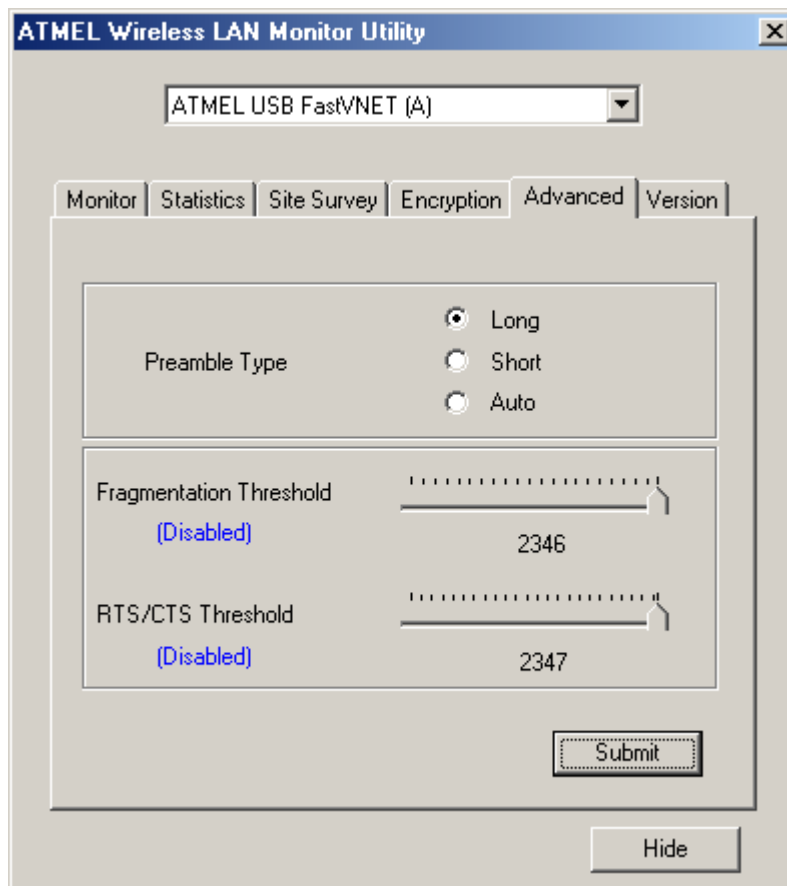 ATMEL Wireless LAN Monitor Utility
ATMEL USB FastVNET (A)
Monitor Statistics Site Survey Encryption Advanced Version
Preamble Type
Long
Short
Auto
Fragmentation Threshold
(Disabled)
2346
RTS/CTS Threshold
(Disabled)
2347
Submit
Hide